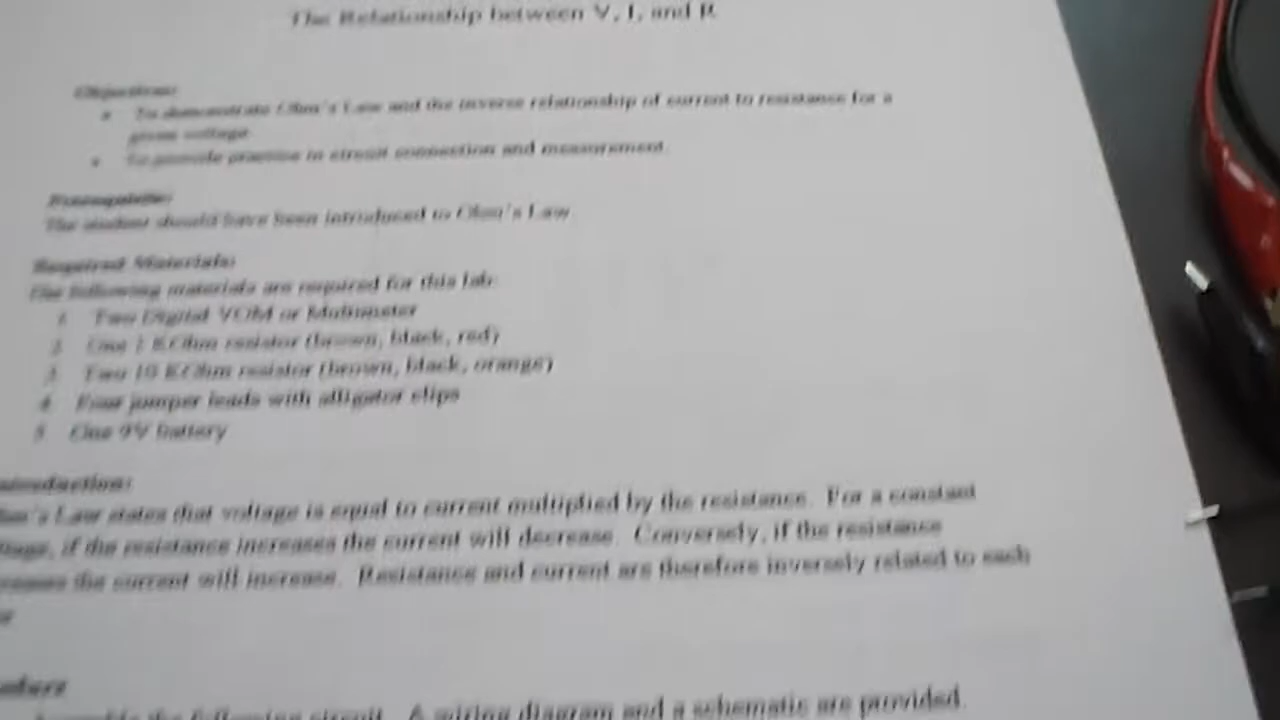 The Relationship between V, I, and R
Objectives:
• To demonstrate Ohm's Law and the inverse relationship of current to resistance for a
given voltage.
• To provide practice in circuit connection and measurement.
Prerequisite:
The student should have been introduced to Ohm's Law.
Required Materials:
The following materials are required for this lab:
1. Two Digital VOM or Multimeter
2. One 1 KOhm resistor (brown, black, red)
3. Two 10 KOhm resistor (brown, black, orange)
4. Four jumper leads with alligator clips
5. One 9V battery
Law states that voltage is equal to current multiplied by the resistance. For a constant
if the resistance increases the current will decrease. Conversely, if the resistance
the current will increase. Resistance and current are therefore inversely related to each
the following circuit. A wiring diagram and a schematic are provided.